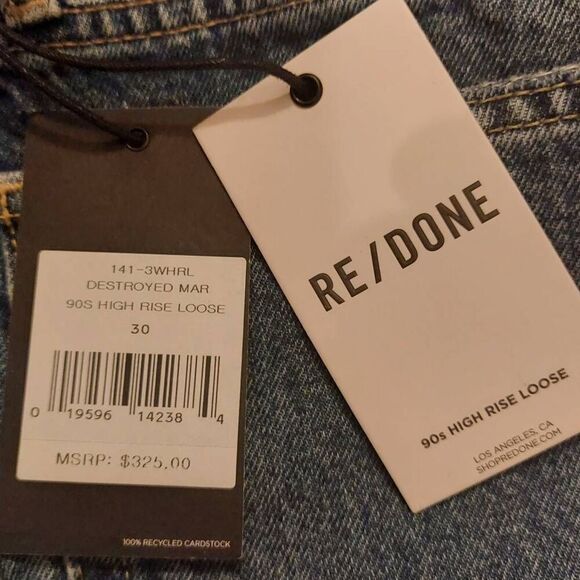 141-3WHRL
DESTROYED MAR
90S HIGH RISE LOOSE
30
0 19596 14238 4
MSRP: $325.00
100% RECYCLED CARDSTOCK
RE/DONE
90s HIGH RISE LOOSE
LOS ANGELES, CA
SHOPREDONE.COM